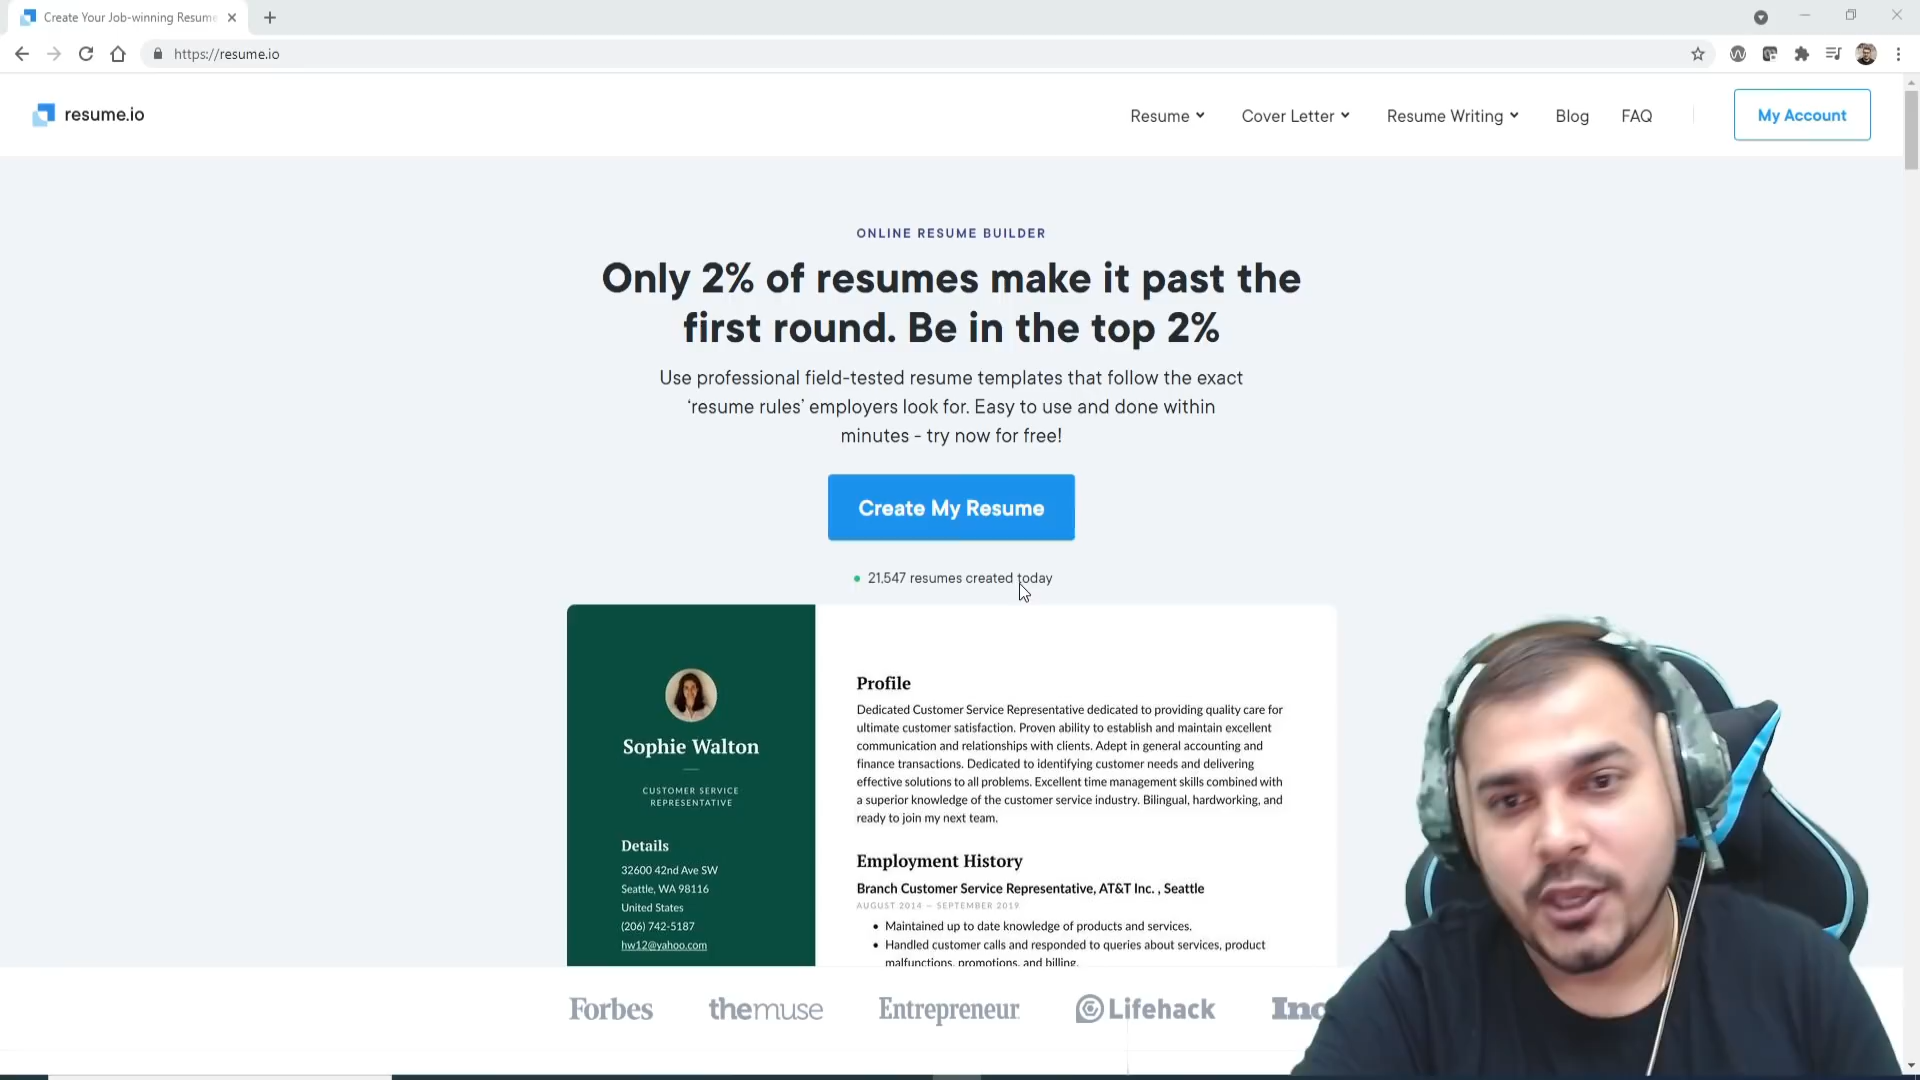 Create Your Job-winning Resume
https://resume.io
resume.io
Resume
Cover Letter
Resume Writing
Blog
FAQ
My Account
ONLINE RESUME BUILDER
Only 2% of resumes make it past the
first round. Be in the top 2%
Use professional field-tested resume templates that follow the exact
‘resume rules’ employers look for. Easy to use and done within
minutes - try now for free!
Create My Resume
21,547 resumes created today
Sophie Walton
CUSTOMER SERVICE
REPRESENTATIVE
Details
32600 42nd Ave SW
Seattle, WA 98116
United States
(206) 742-5187
hw12@yahoo.com
Profile
Dedicated Customer Service Representative dedicated to providing quality care for
ultimate customer satisfaction. Proven ability to establish and maintain excellent
communication and relationships with clients. Adept in general accounting and
finance transactions. Dedicated to identifying customer needs and delivering
effective solutions to all problems. Excellent time management skills combined with
a superior knowledge of the customer service industry. Bilingual, hardworking, and
ready to join my next team.
Employment History
Branch Customer Service Representative, AT&T Inc. , Seattle
AUGUST 2014 — SEPTEMBER 2019
• Maintained up to date knowledge of products and services.
• Handled customer calls and responded to queries about services, product
malfunctions, promotions, and billing.
Forbes
themuse
Entrepreneur
Lifehack
Inc